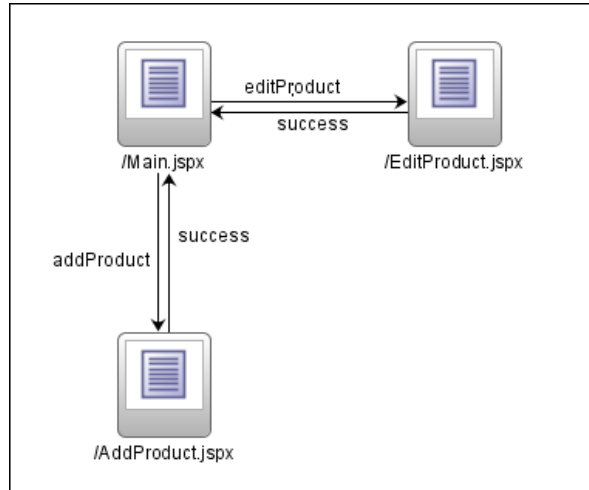 editProduct
success
/Main.jspx
/EditProduct.jspx
success
addProduct
/AddProduct.jspx